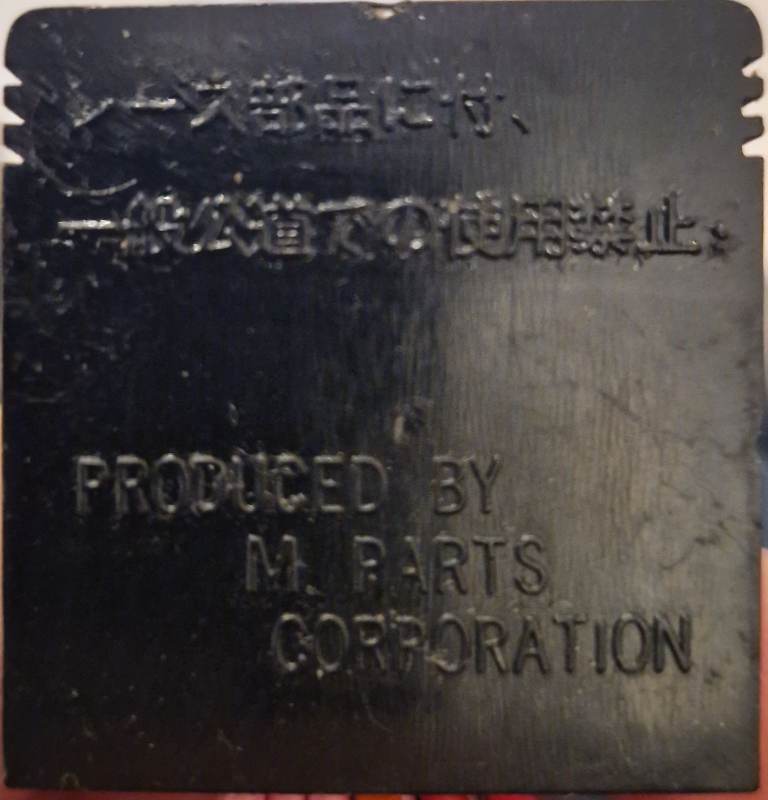 レース部品に付、
一般公道での使用禁止.
PRODUCED BY
M. PARTS
CORPORATION